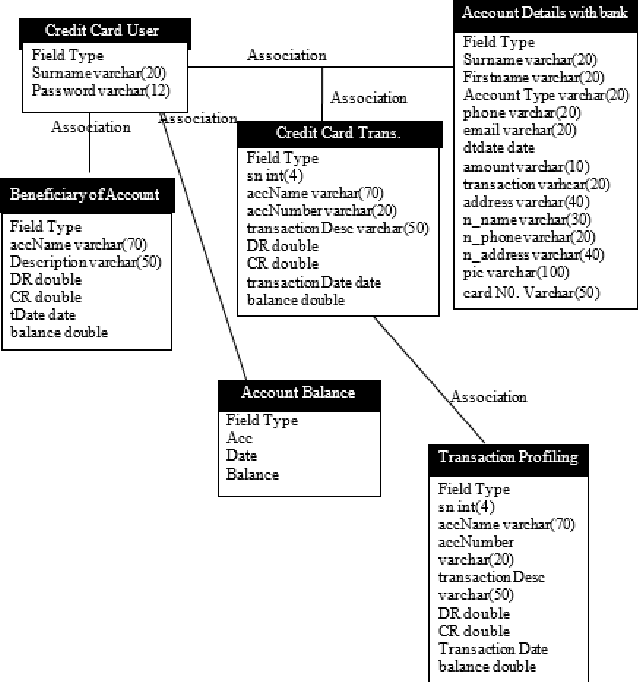 Credit Card User
Field Type
Surname varchar(20)
Password varchar(12)
Association
Account Details with bank
Field Type
Surname varchar(20)
Firstname varchar(20)
Account Type varchar(20)
phone varchar(20)
email varchar(20)
dtdate date
amount varchar(10)
transaction varhcar(20)
address varchar(40)
n_name varchar(30)
n_phone varchar(20)
n_address varchar(40)
pic varchar(100)
card N0. Varchar(50)
Association
Association
Association
Credit Card Trans.
Field Type
sn int(4)
accName varchar(70)
accNumber varchar(20)
transactionDesc varchar(50)
DR double
CR double
transactionDate date
balance double
Beneficiary of Account
Field Type
accName varchar(70)
Description varchar(50)
DR double
CR double
tDate date
balance double
Account Balance
Field Type
Acc
Date
Balance
Association
Transaction Profiling
Field Type
sn int(4)
accName varchar(70)
accNumber
varchar(20)
transactionDesc
varchar(50)
DR double
CR double
Transaction Date
balance double